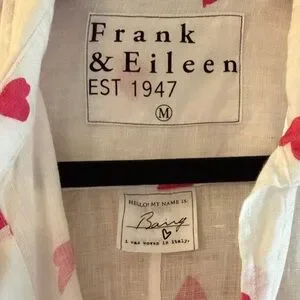 Frank
& Eileen
EST 1947
M
HELLO! MY NAME IS:
Barry
I was woven in Italy.